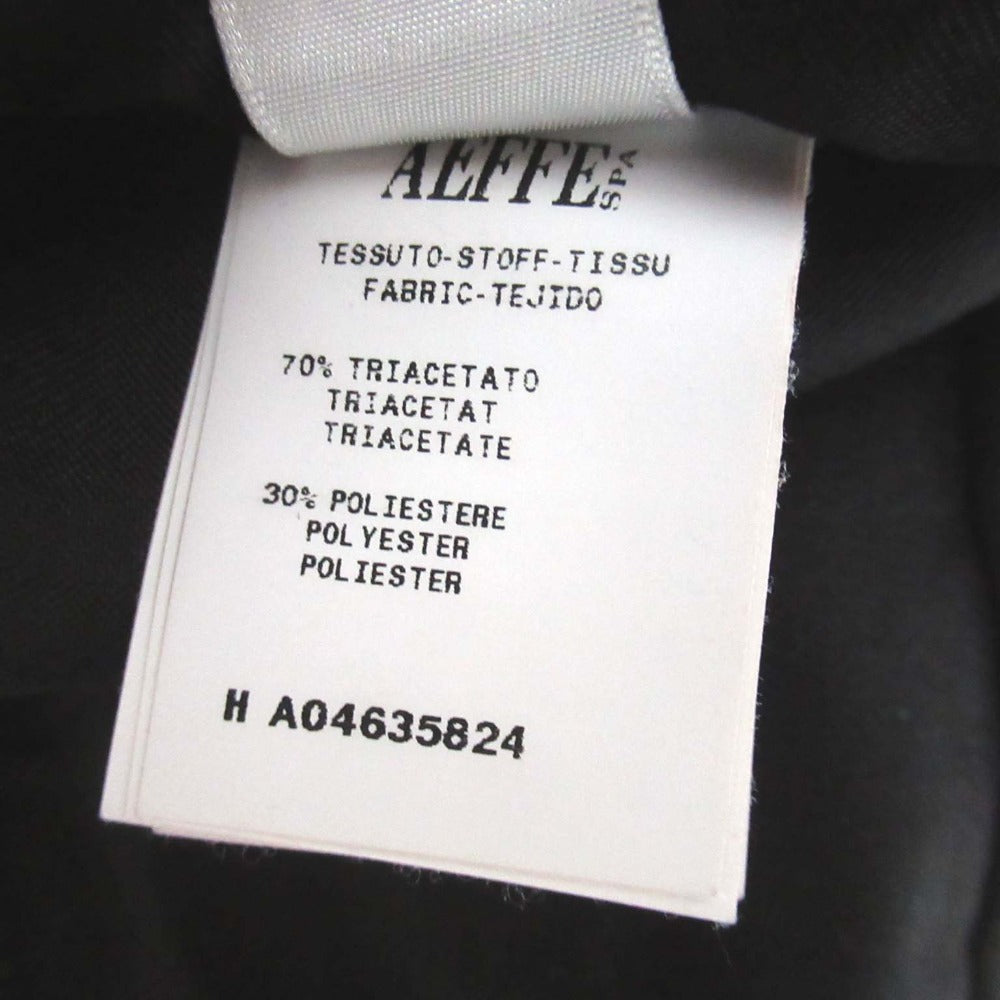 AEFFE SPA
TESSUTO-STOFF-TISSU
FABRIC-TEJIDO
70% TRIACETATO
TRIACETAT
TRIACETATE
30% POLIESTERE
POLYESTER
POLIESTER
H A04635824